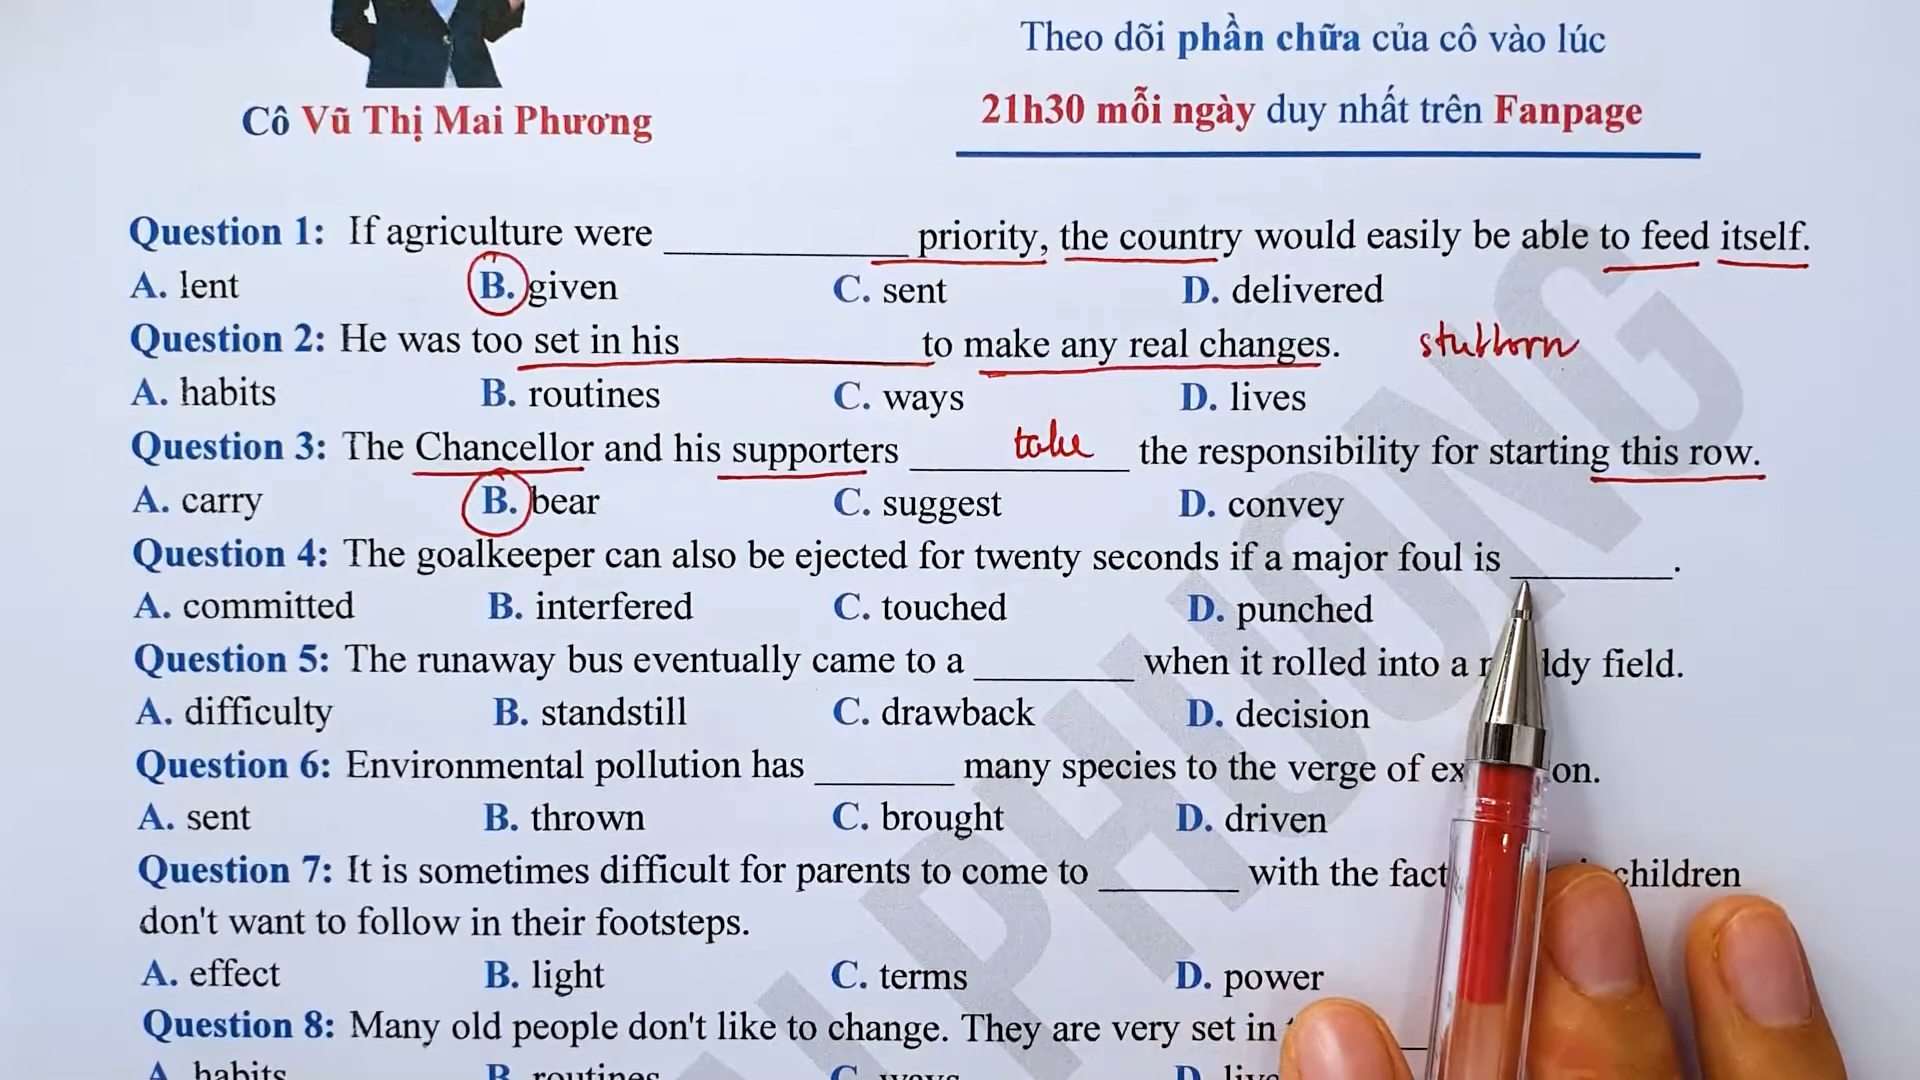 Theo dõi phần chữa của cô vào lúc
Cô Vũ Thị Mai Phương
21h30 mỗi ngày duy nhất trên Fanpage
Question 1: If agriculture were ____________ priority, the country would easily be able to feed itself.
A. lent B. given C. sent D. delivered
Question 2: He was too set in his ____________ to make any real changes. stubborn
A. habits B. routines C. ways D. lives
Question 3: The Chancellor and his supporters ____take____ the responsibility for starting this row.
A. carry B. bear C. suggest D. convey
Question 4: The goalkeeper can also be ejected for twenty seconds if a major foul is ________.
A. committed B. interfered C. touched D. punched
Question 5: The runaway bus eventually came to a ________ when it rolled into a field.
A. difficulty B. standstill C. drawback D. decision
Question 6: Environmental pollution has _______ many species to the verge of
A. sent B. thrown C. brought D. driven
Question 7: It is sometimes difficult for parents to come to _______ with the fact children
don't want to follow in their footsteps.
A. effect B. light C. terms D. power
Question 8: Many old people don't like to change. They are very set in
A. habits B. routines C. ways D.
PHUONG